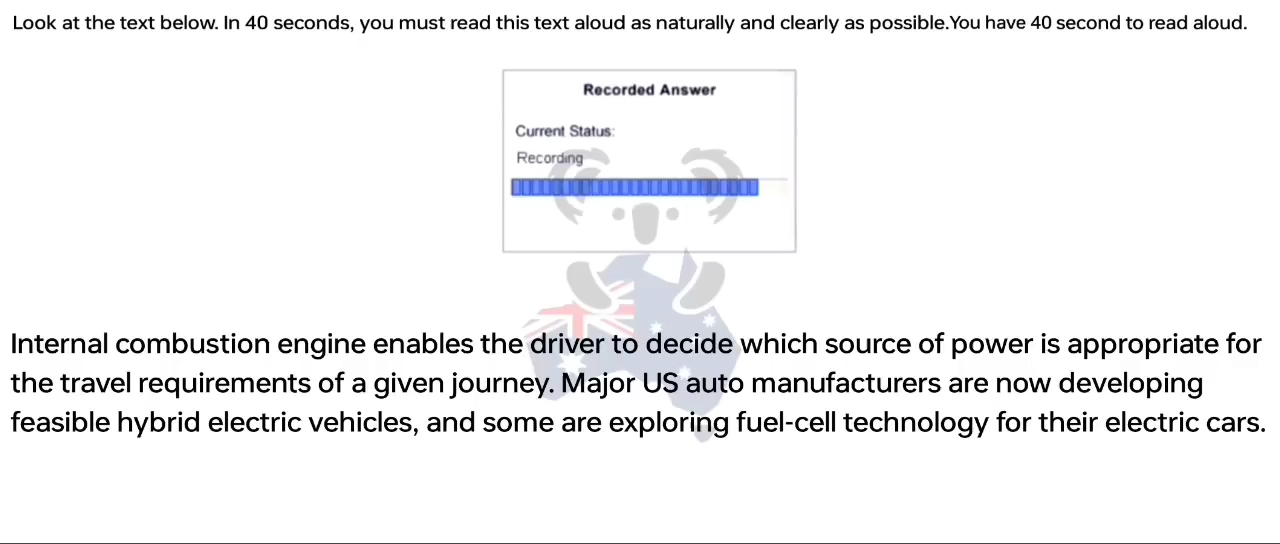 Look at the text below. In 40 seconds, you must read this text aloud as naturally and clearly as possible.You have 40 second to read aloud.
Recorded Answer
Current Status:
Recording
Internal combustion engine enables the driver to decide which source of power is appropriate for
the travel requirements of a given journey. Major US auto manufacturers are now developing
feasible hybrid electric vehicles, and some are exploring fuel-cell technology for their electric cars.